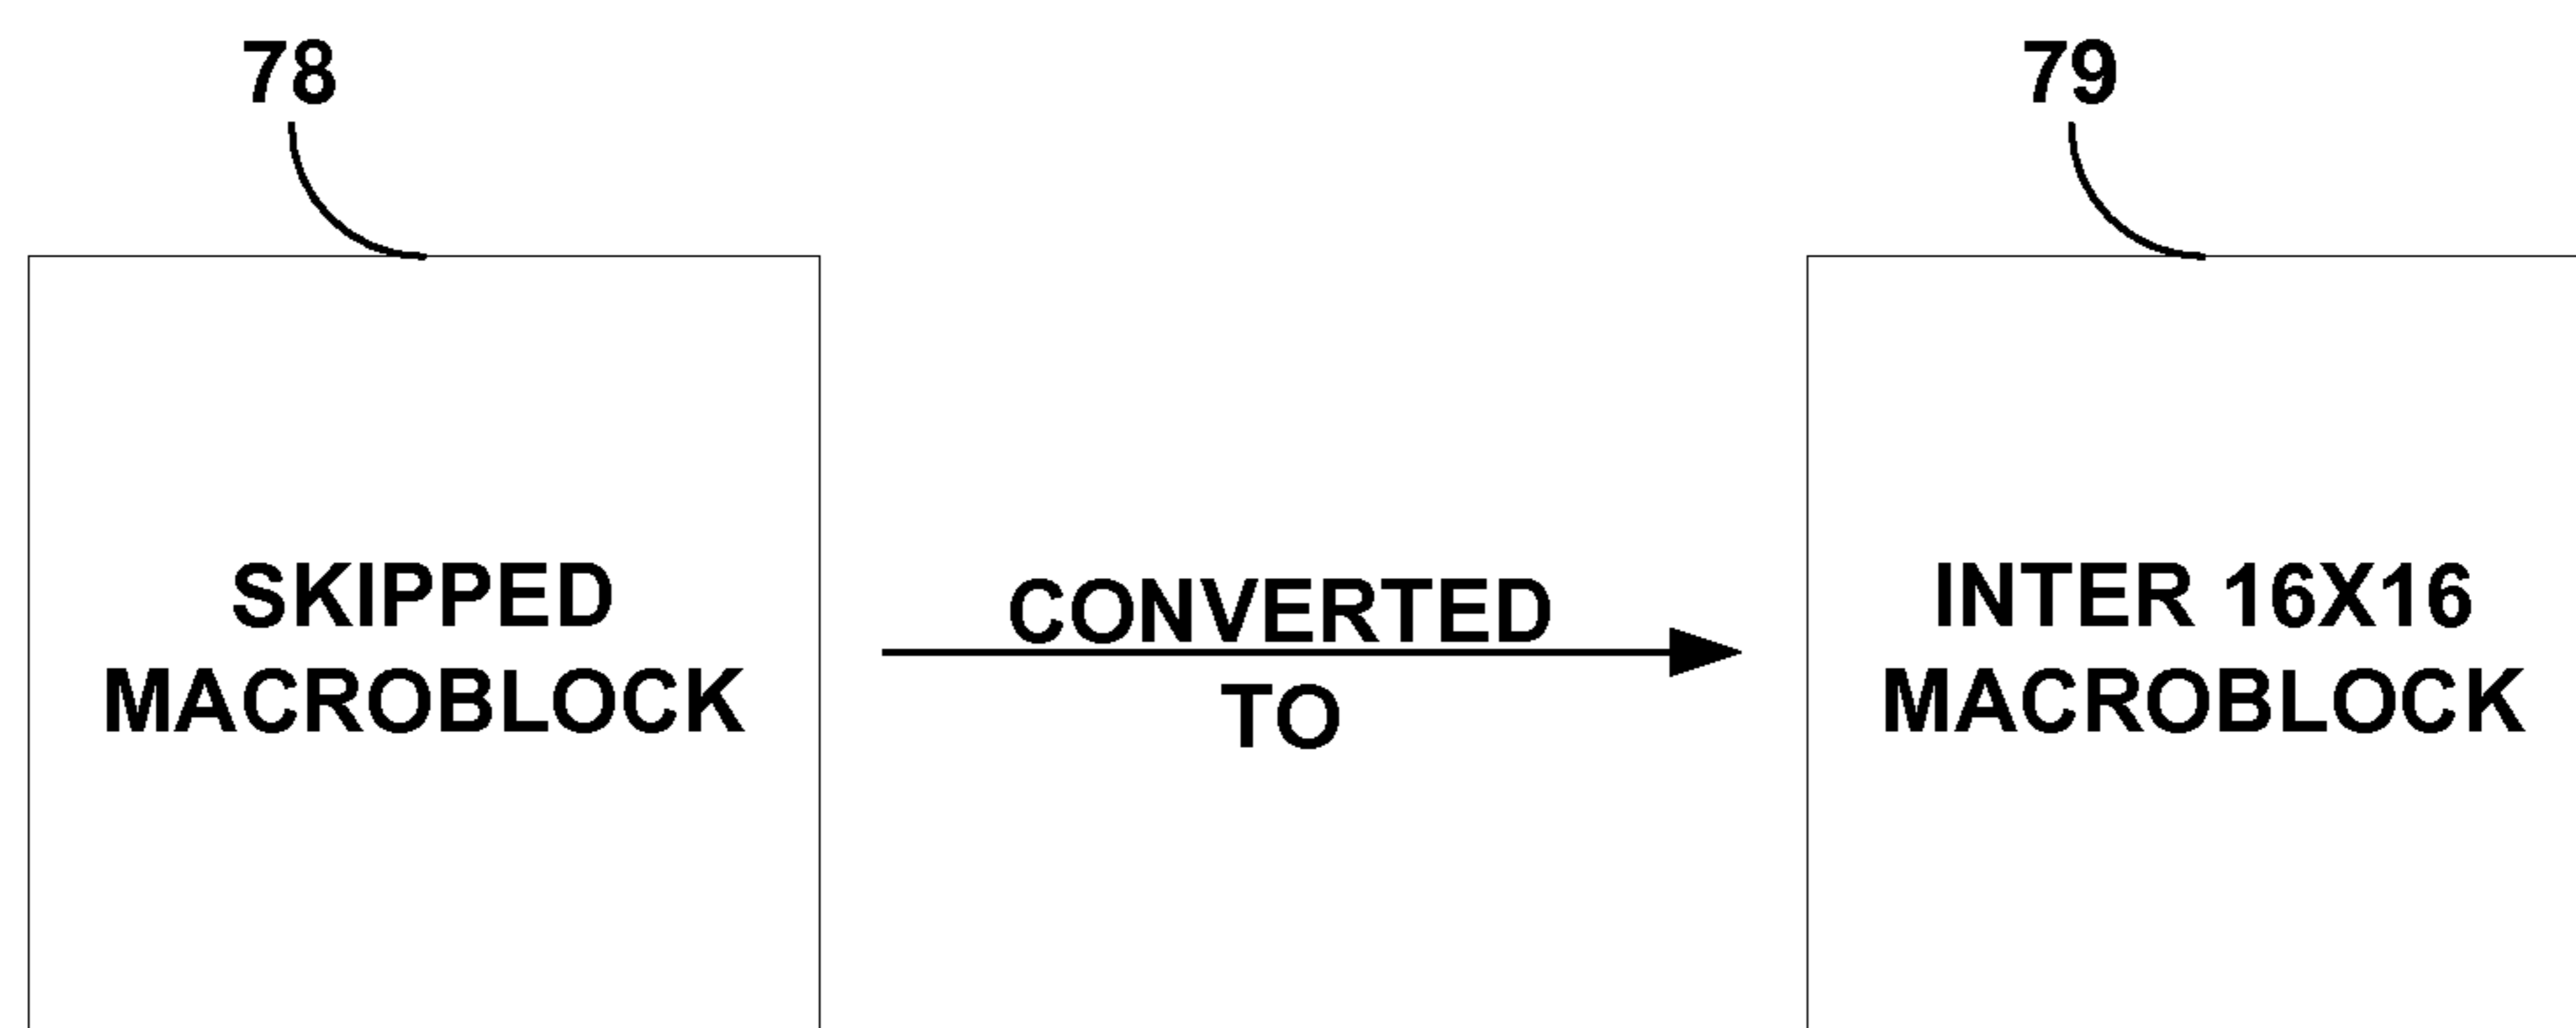 78
79
SKIPPED
MACROBLOCK
CONVERTED
TO
INTER 16X16
MACROBLOCK